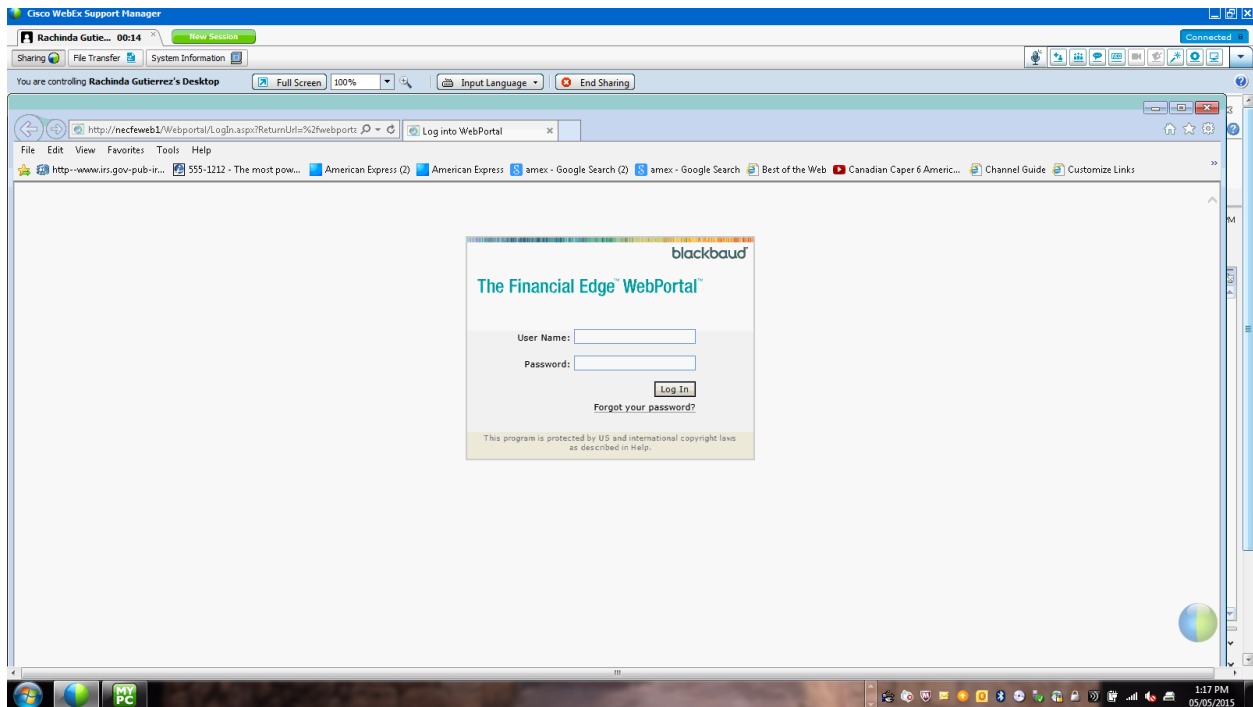 Cisco WebEx Support Manager
Rachinda Gutie... 00:14
New Session
Connected
Sharing
File Transfer
System Information
You are controlling Rachinda Gutierrez's Desktop
Full Screen
100%
Input Language
End Sharing
http://necfeweb1/Webportal/LogIn.aspx?ReturnUrl=%2fwebporta
Log into WebPortal
File Edit View Favorites Tools Help
http--www.irs.gov-pub-ir...
555-1212 - The most pow...
American Express (2)
American Express
amex - Google Search (2)
amex - Google Search
Best of the Web
Canadian Caper 6 Americ...
Channel Guide
Customize Links
blackbaud
The Financial Edge™ WebPortal™
User Name:
Password:
Log In
Forgot your password?
This program is protected by US and international copyright laws
as described in Help.
MY
PC
1:17 PM
05/05/2015